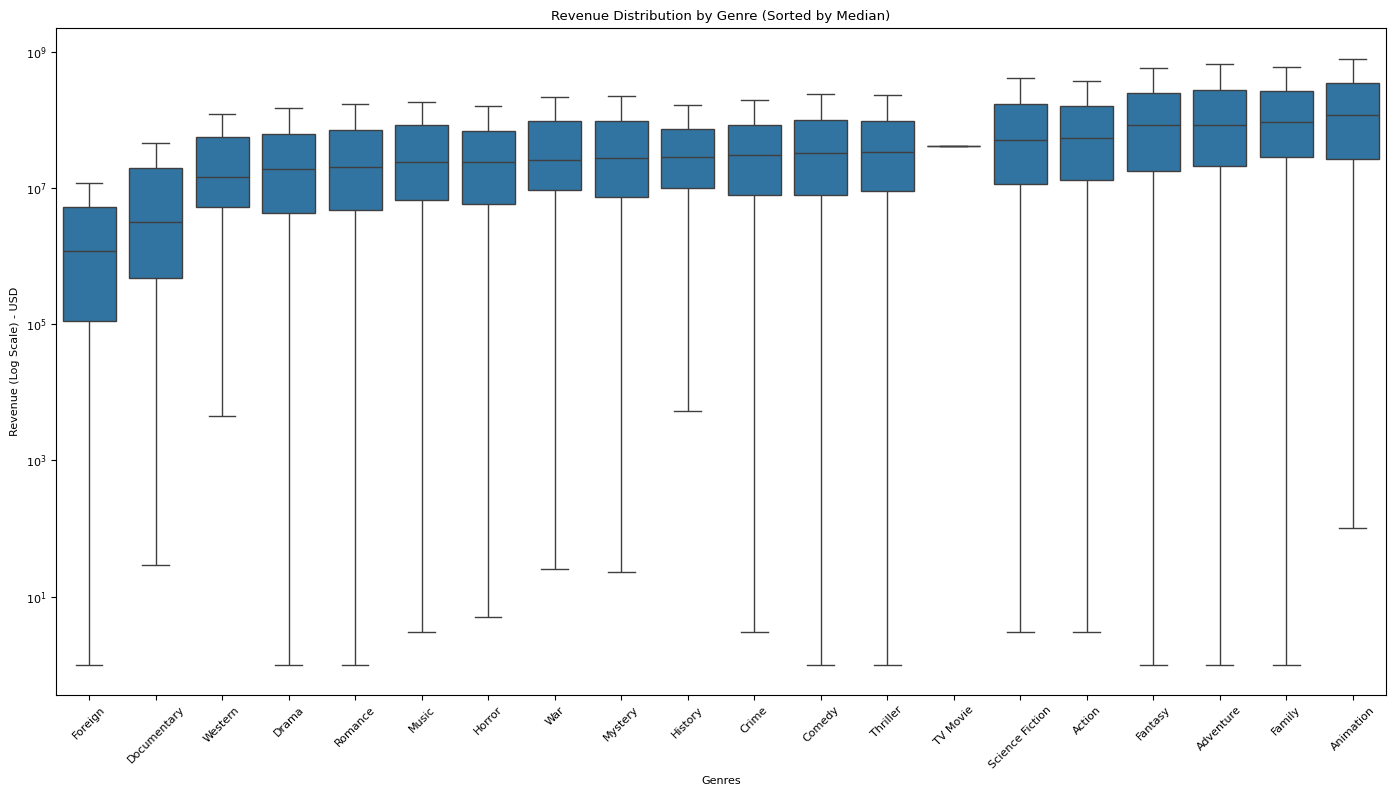 Revenue Distribution by Genre (Sorted by Median)
Revenue (Log Scale) - USD
10^9
10^7
10^5
10^3
10^1
Foreign
Documentary
Western
Drama
Romance
Music
Horror
War
Mystery
History
Crime
Comedy
Thriller
TV Movie
Science Fiction
Action
Fantasy
Adventure
Family
Animation
Genres